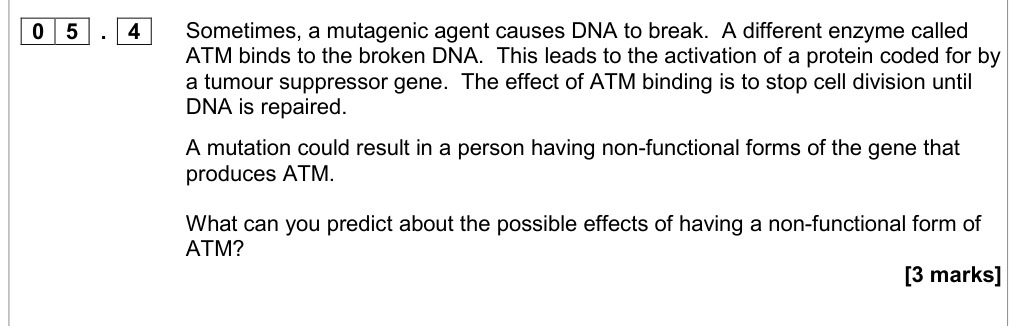 0 5 . 4 Sometimes, a mutagenic agent causes DNA to break. A different enzyme called
ATM binds to the broken DNA. This leads to the activation of a protein coded for by
a tumour suppressor gene. The effect of ATM binding is to stop cell division until
DNA is repaired.
A mutation could result in a person having non-functional forms of the gene that
produces ATM.
What can you predict about the possible effects of having a non-functional form of
ATM?
[3 marks]